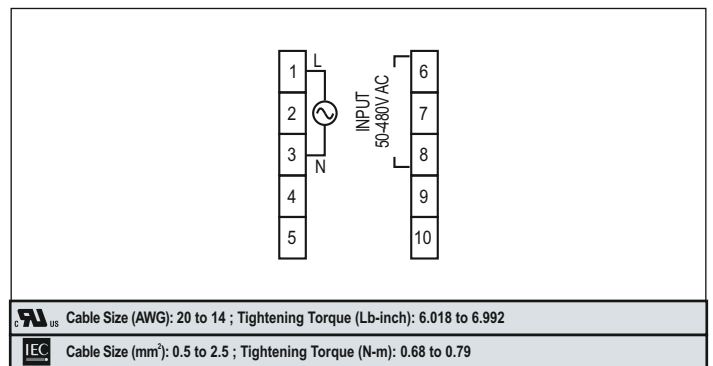 L
1
2
3
N
4
5
INPUT
50-480V AC
6
7
8
9
10
c RU us Cable Size (AWG): 20 to 14 ; Tightening Torque (Lb-inch): 6.018 to 6.992
IEC Cable Size (mm²): 0.5 to 2.5 ; Tightening Torque (N-m): 0.68 to 0.79